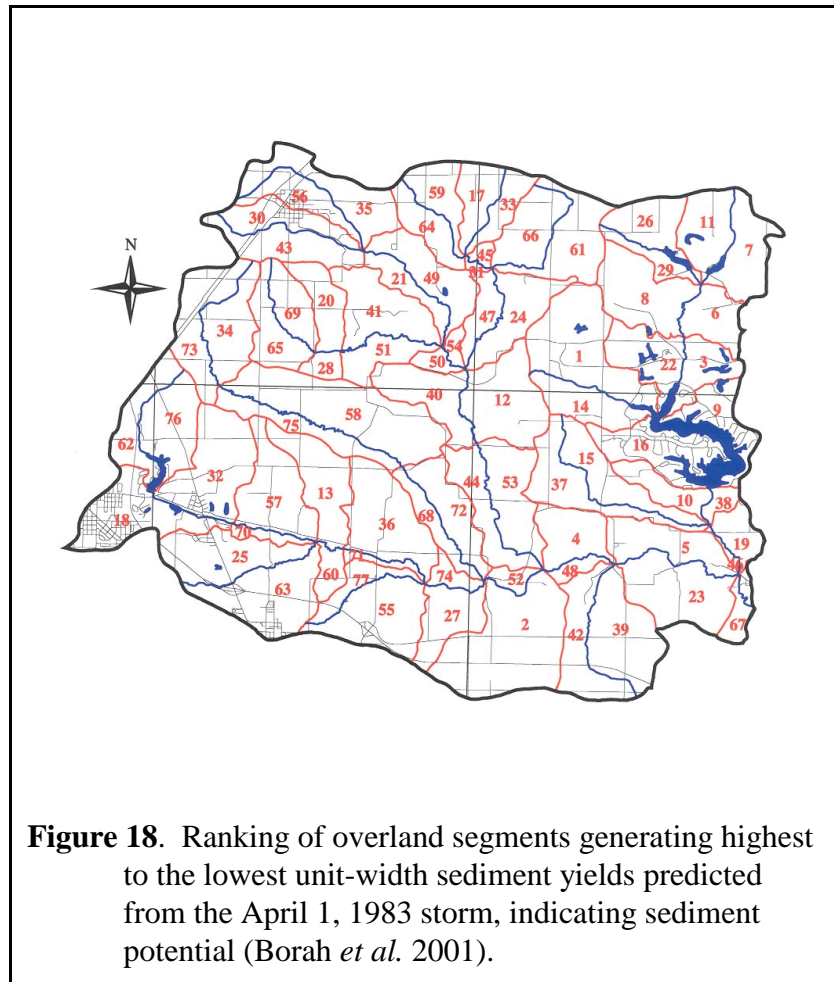 59 17
56 35 33 26 11
30 64 66
43 45 61 7
N 31 29
21 49
20 8
69 41 47 24 6
34
65 51 54 1
73 28 50 22 3
40 12 14 9
58
76 75 16
62 15
32 44 53 37
57 13 72 10 38
18 36 68
70 4 5 19
25 71
60 77 74 52 48 46
63 23
55 27 2 42 39 67
Figure 18. Ranking of overland segments generating highest
to the lowest unit-width sediment yields predicted
from the April 1, 1983 storm, indicating sediment
potential (Borah et al. 2001).